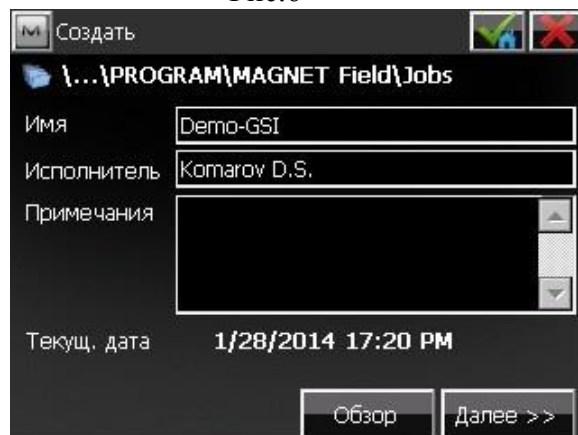 Создать
\...\PROGRAM\MAGNET Field\Jobs
Имя Demo-GSI
Исполнитель Komarov D.S.
Примечания
Текущ. дата 1/28/2014 17:20 PM
Обзор Далее >>